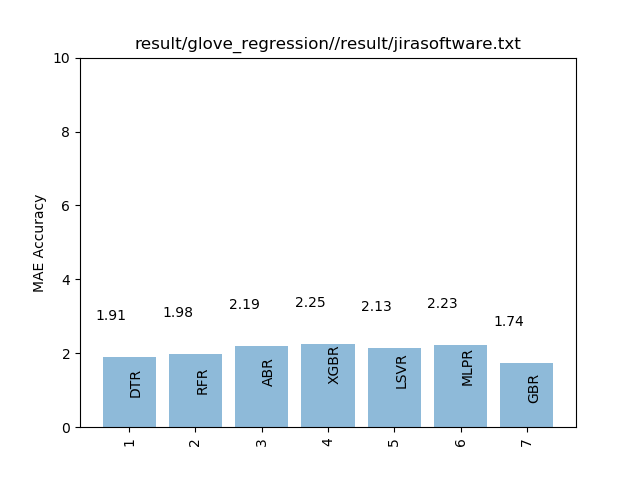 result/glove_regression//result/jirasoftware.txt
MAE Accuracy
10
8
6
4
2
0
1.91
1.98
2.19
2.25
2.13
2.23
1.74
DTR
RFR
ABR
XGBR
LSVR
MLPR
GBR
1
2
3
4
5
6
7